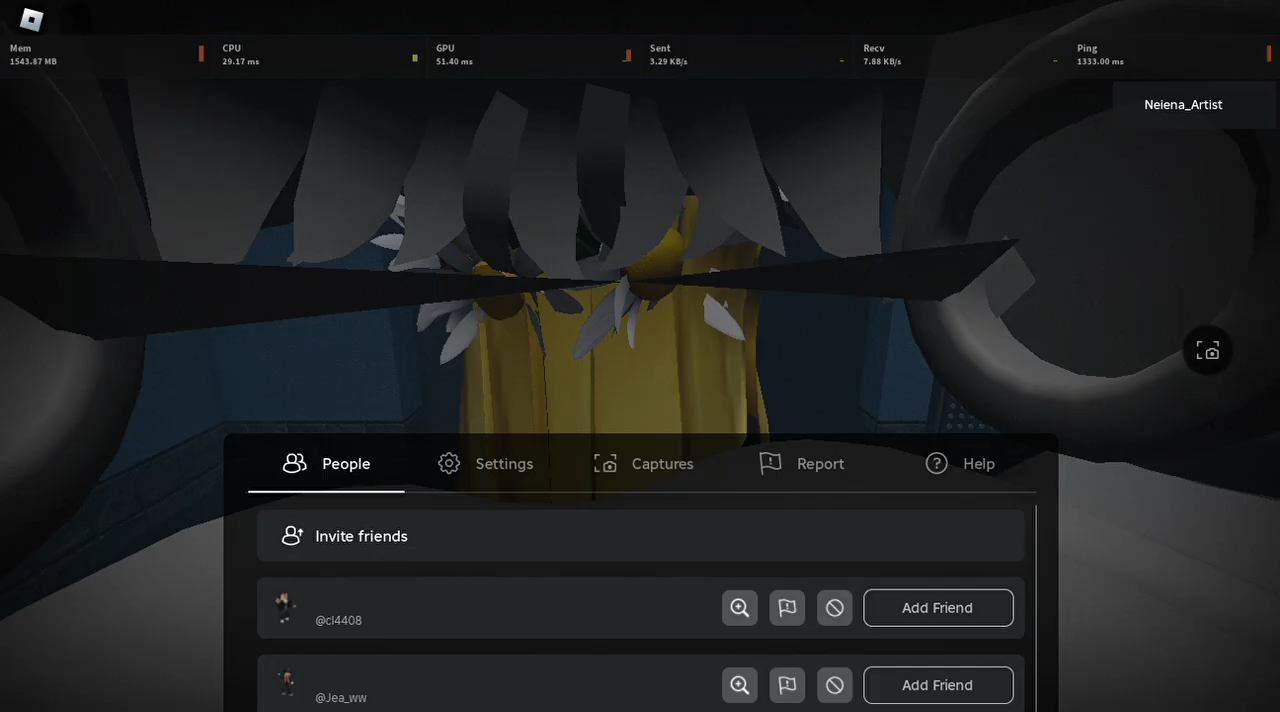 Mem CPU GPU Sent Recv Ping
1543.87 MB 29.17 ms 51.40 ms 3.29 KB/s 7.88 KB/s 1333.00 ms
Neiena_Artist
People Settings Captures Report Help
Invite friends
@cl4408 Add Friend
@Jea_ww Add Friend